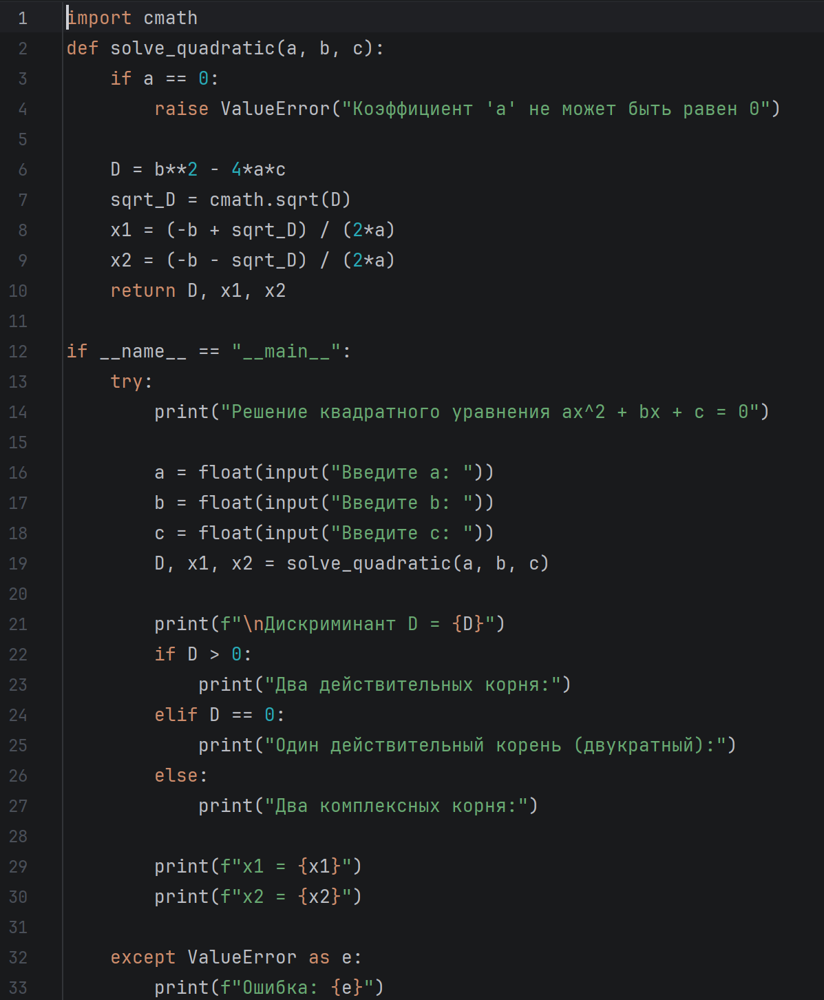 1 import cmath
2 def solve_quadratic(a, b, c):
3     if a == 0:
4         raise ValueError("Коэффициент 'a' не может быть равен 0")
5
6     D = b**2 - 4*a*c
7     sqrt_D = cmath.sqrt(D)
8     x1 = (-b + sqrt_D) / (2*a)
9     x2 = (-b - sqrt_D) / (2*a)
10     return D, x1, x2
11
12 if __name__ == "__main__":
13     try:
14         print("Решение квадратного уравнения ax^2 + bx + c = 0")
15
16         a = float(input("Введите a: "))
17         b = float(input("Введите b: "))
18         c = float(input("Введите c: "))
19         D, x1, x2 = solve_quadratic(a, b, c)
20
21         print(f"\nДискриминант D = {D}")
22         if D > 0:
23             print("Два действительных корня:")
24         elif D == 0:
25             print("Один действительный корень (двукратный):")
26         else:
27             print("Два комплексных корня:")
28
29         print(f"x1 = {x1}")
30         print(f"x2 = {x2}")
31
32     except ValueError as e:
33         print(f"Ошибка: {e}")